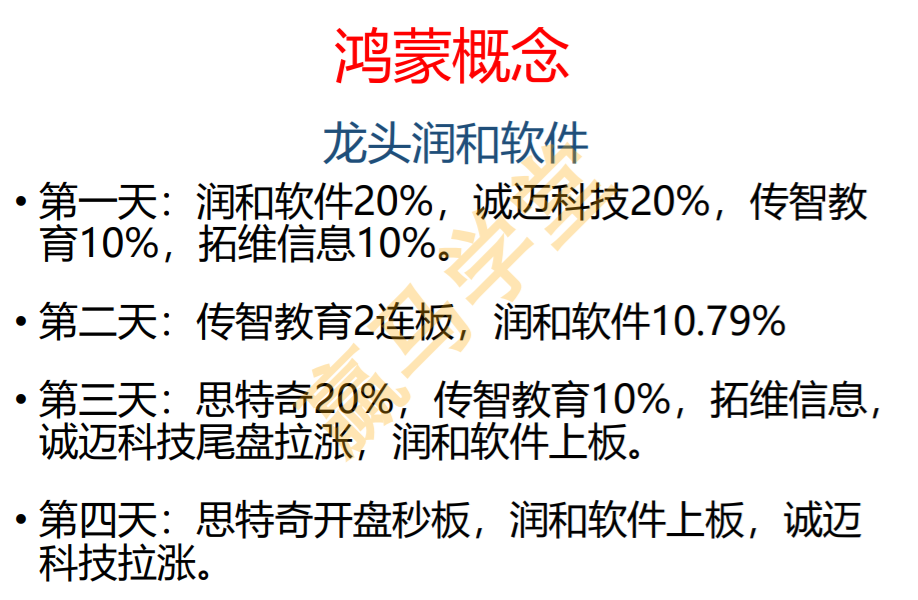 鸿蒙概念
龙头润和软件
• 第一天：润和软件20%，诚迈科技20%，传智教
育10%，拓维信息10%。
• 第二天：传智教育2连板，润和软件10.79%
• 第三天：思特奇20%，传智教育10%，拓维信息，
诚迈科技尾盘拉涨，润和软件上板。
• 第四天：思特奇开盘秒板，润和软件上板，诚迈
科技拉涨。
赢马学堂